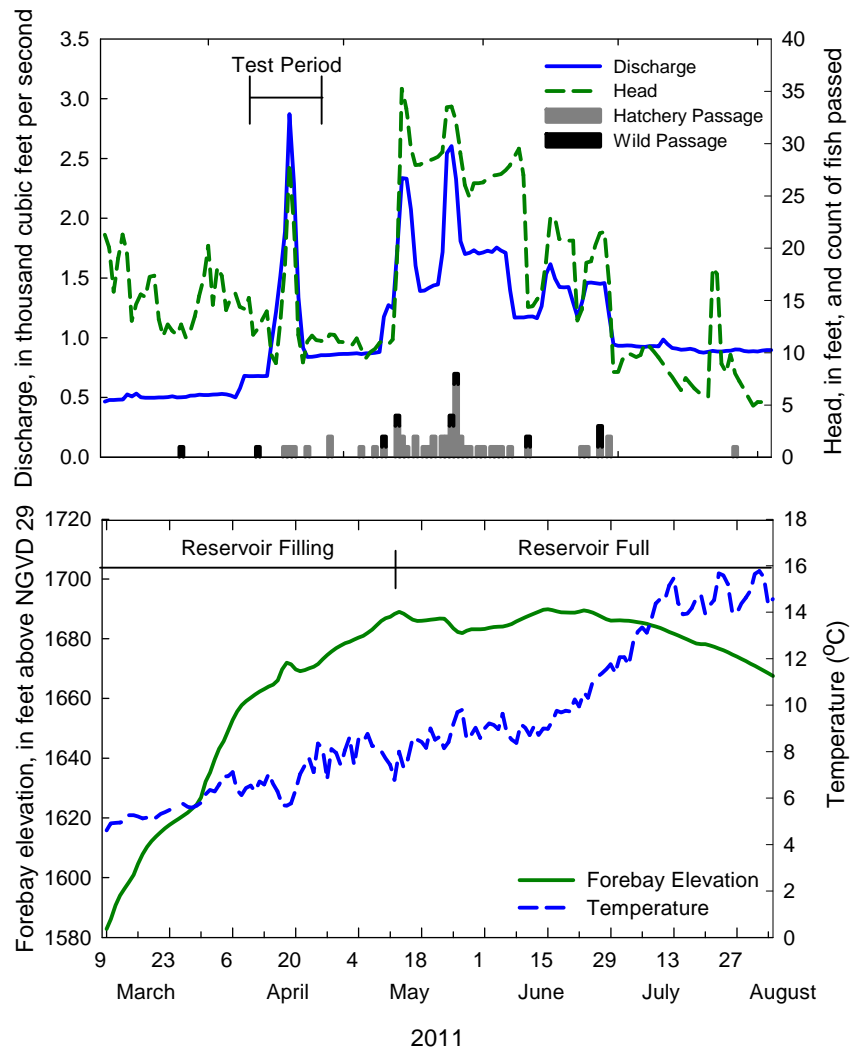 Discharge, in thousand cubic feet per second
3.5
3.0
2.5
2.0
1.5
1.0
0.5
0.0
Test Period
Discharge
Head
Hatchery Passage
Wild Passage
40
35
30
25
20
15
10
5
0
Head, in feet, and count of fish passed
Forebay elevation, in feet above NGVD 29
1720
1700
1680
1660
1640
1620
1600
1580
Reservoir Filling
Reservoir Full
Forebay Elevation
Temperature
18
16
14
12
10
8
6
4
2
0
Temperature (ºC)
9 23 6 20 4 18 1 15 29 13 27
March April May June July August
2011